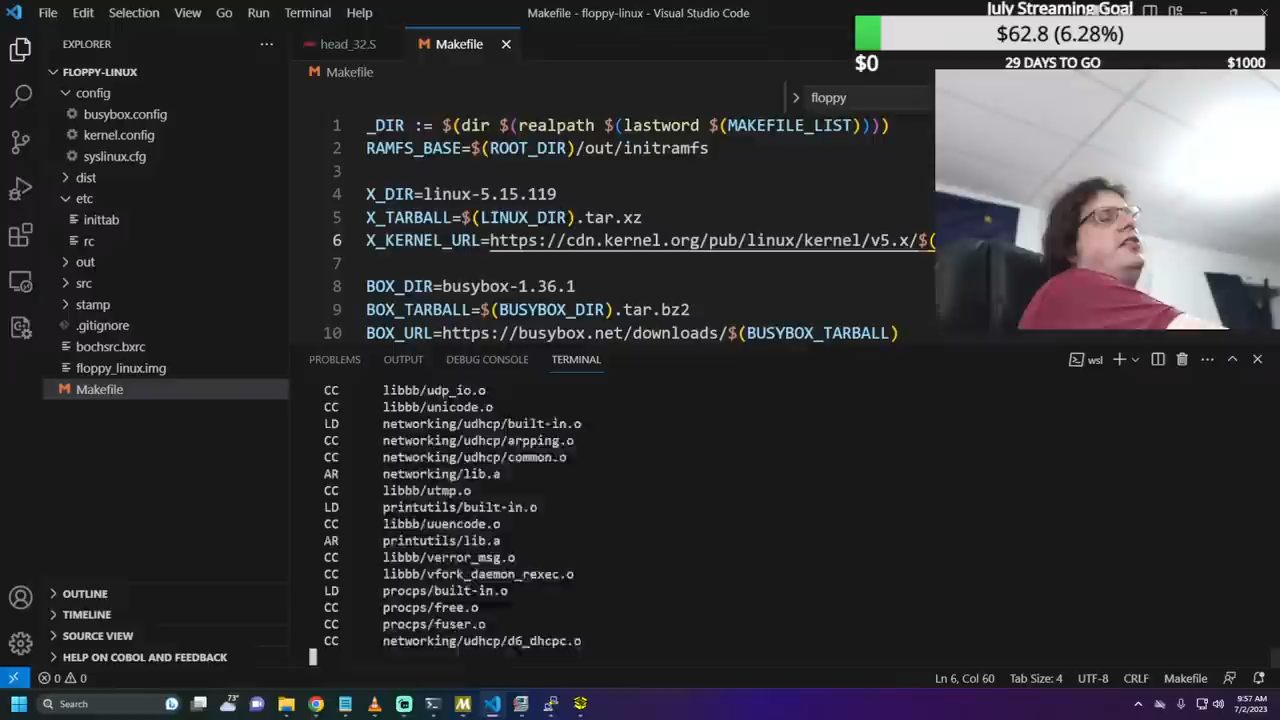 File Edit Selection View Go Run Terminal Help
Makefile - floppy-linux - Visual Studio Code
July Streaming Goal
$62.8 (6.28%)
$0 29 DAYS TO GO $1000
EXPLORER
FLOPPY-LINUX
config
busybox.config
kernel.config
syslinux.cfg
dist
etc
inittab
rc
out
src
stamp
.gitignore
bochsrc.bxrc
floppy_linux.img
Makefile
OUTLINE
TIMELINE
SOURCE VIEW
HELP ON COBOL AND FEEDBACK
head_32.S
Makefile
Makefile
floppy
1 _DIR := $(dir $(realpath $(lastword $(MAKEFILE_LIST))))
2 RAMFS_BASE=$(ROOT_DIR)/out/initramfs
3
4 X_DIR=linux-5.15.119
5 X_TARBALL=$(LINUX_DIR).tar.xz
6 X_KERNEL_URL=https://cdn.kernel.org/pub/linux/kernel/v5.x/$(
7
8 BOX_DIR=busybox-1.36.1
9 BOX_TARBALL=$(BUSYBOX_DIR).tar.bz2
10 BOX_URL=https://busybox.net/downloads/$(BUSYBOX_TARBALL)
PROBLEMS OUTPUT DEBUG CONSOLE TERMINAL
wsl
CC libbb/udp_io.o
CC libbb/unicode.o
LD networking/udhcp/built-in.o
CC networking/udhcp/arpping.o
CC networking/udhcp/common.o
AR networking/lib.a
CC libbb/utmp.o
LD printutils/built-in.o
CC libbb/uuencode.o
AR printutils/lib.a
CC libbb/verror_msg.o
CC libbb/vfork_daemon_rexec.o
LD procps/built-in.o
CC procps/free.o
CC procps/fuser.o
CC networking/udhcp/d6_dhcpc.o
0 0
Ln 6, Col 60 Tab Size: 4 UTF-8 CRLF Makefile
Search
73°
9:57 AM
7/2/2023